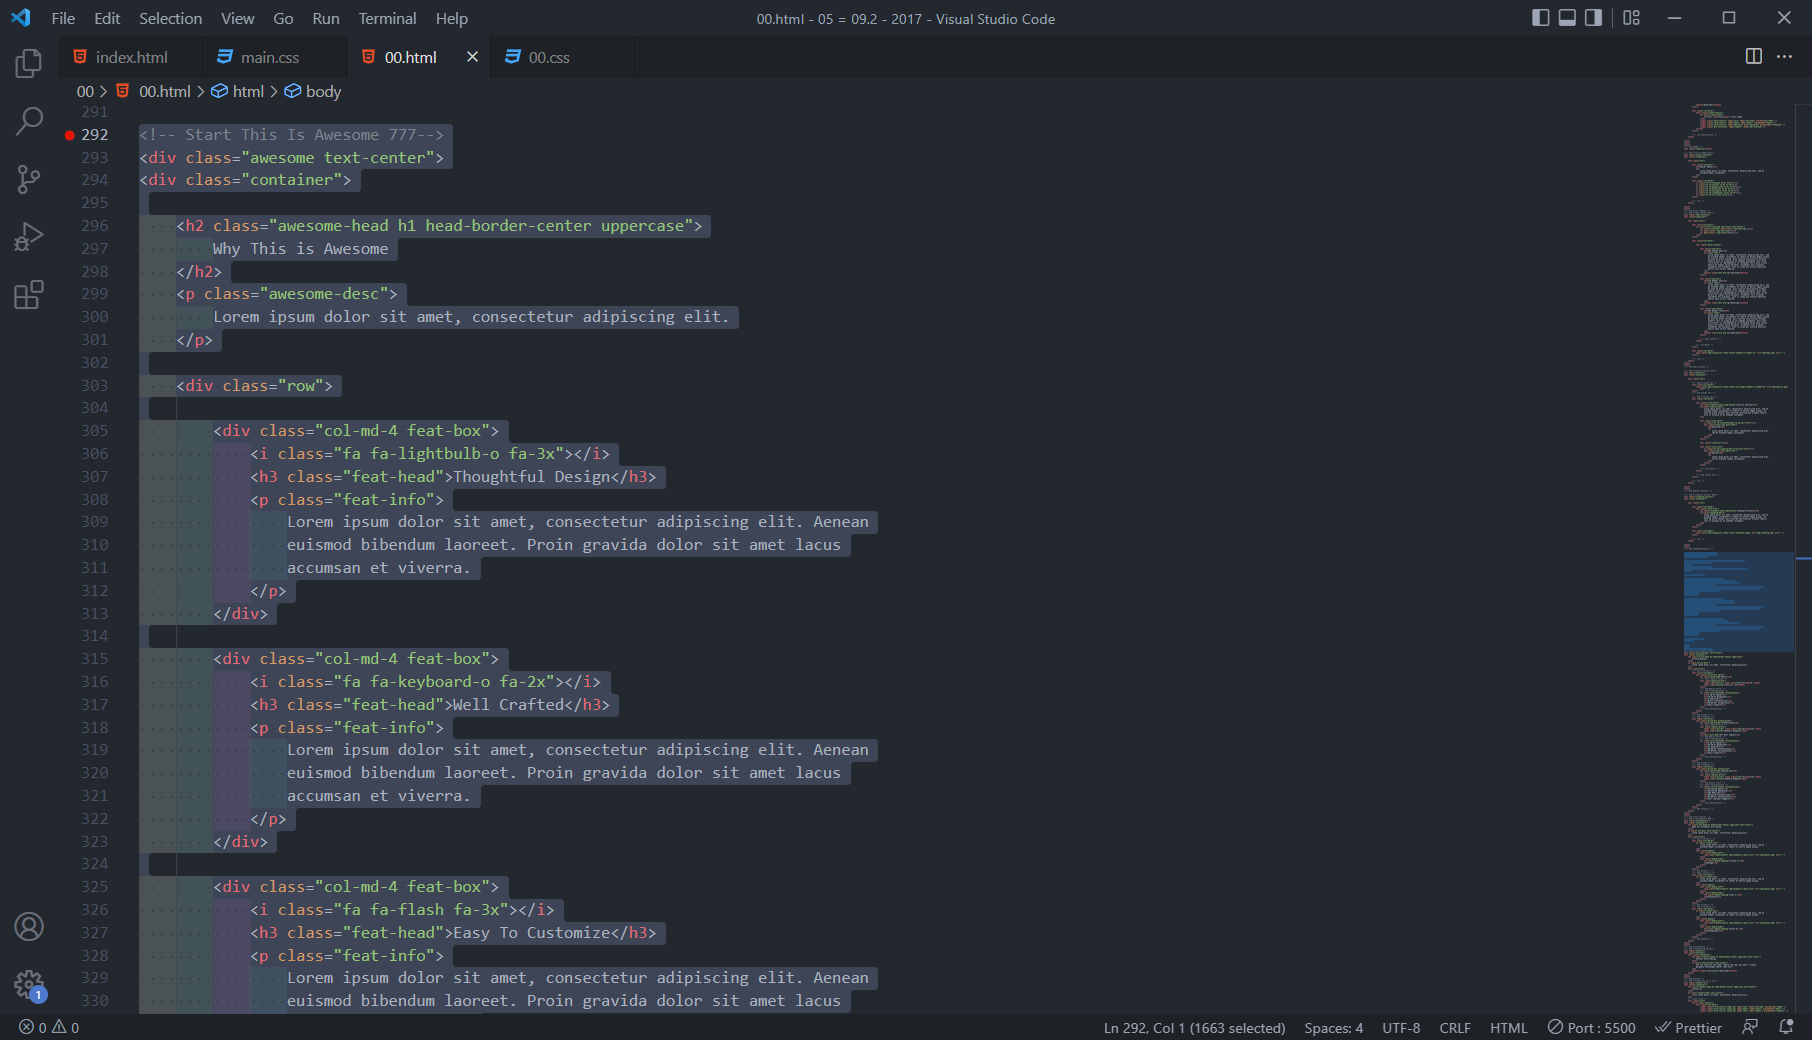 File Edit Selection View Go Run Terminal Help 00.html - 05 = 09.2 - 2017 - Visual Studio Code
index.html main.css 00.html 00.css
00 > 00.html > html > body
291
292 <!-- Start This Is Awesome 777-->
293 <div class="awesome text-center">
294 <div class="container">
295
296 <h2 class="awesome-head h1 head-border-center uppercase">
297 Why This is Awesome
298 </h2>
299 <p class="awesome-desc">
300 Lorem ipsum dolor sit amet, consectetur adipiscing elit.
301 </p>
302
303 <div class="row">
304
305 <div class="col-md-4 feat-box">
306 <i class="fa fa-lightbulb-o fa-3x"></i>
307 <h3 class="feat-head">Thoughtful Design</h3>
308 <p class="feat-info">
309 Lorem ipsum dolor sit amet, consectetur adipiscing elit. Aenean
310 euismod bibendum laoreet. Proin gravida dolor sit amet lacus
311 accumsan et viverra.
312 </p>
313 </div>
314
315 <div class="col-md-4 feat-box">
316 <i class="fa fa-keyboard-o fa-2x"></i>
317 <h3 class="feat-head">Well Crafted</h3>
318 <p class="feat-info">
319 Lorem ipsum dolor sit amet, consectetur adipiscing elit. Aenean
320 euismod bibendum laoreet. Proin gravida dolor sit amet lacus
321 accumsan et viverra.
322 </p>
323 </div>
324
325 <div class="col-md-4 feat-box">
326 <i class="fa fa-flash fa-3x"></i>
327 <h3 class="feat-head">Easy To Customize</h3>
328 <p class="feat-info">
329 Lorem ipsum dolor sit amet, consectetur adipiscing elit. Aenean
330 euismod bibendum laoreet. Proin gravida dolor sit amet lacus
1
0 0 Ln 292, Col 1 (1663 selected) Spaces: 4 UTF-8 CRLF HTML Port : 5500 Prettier